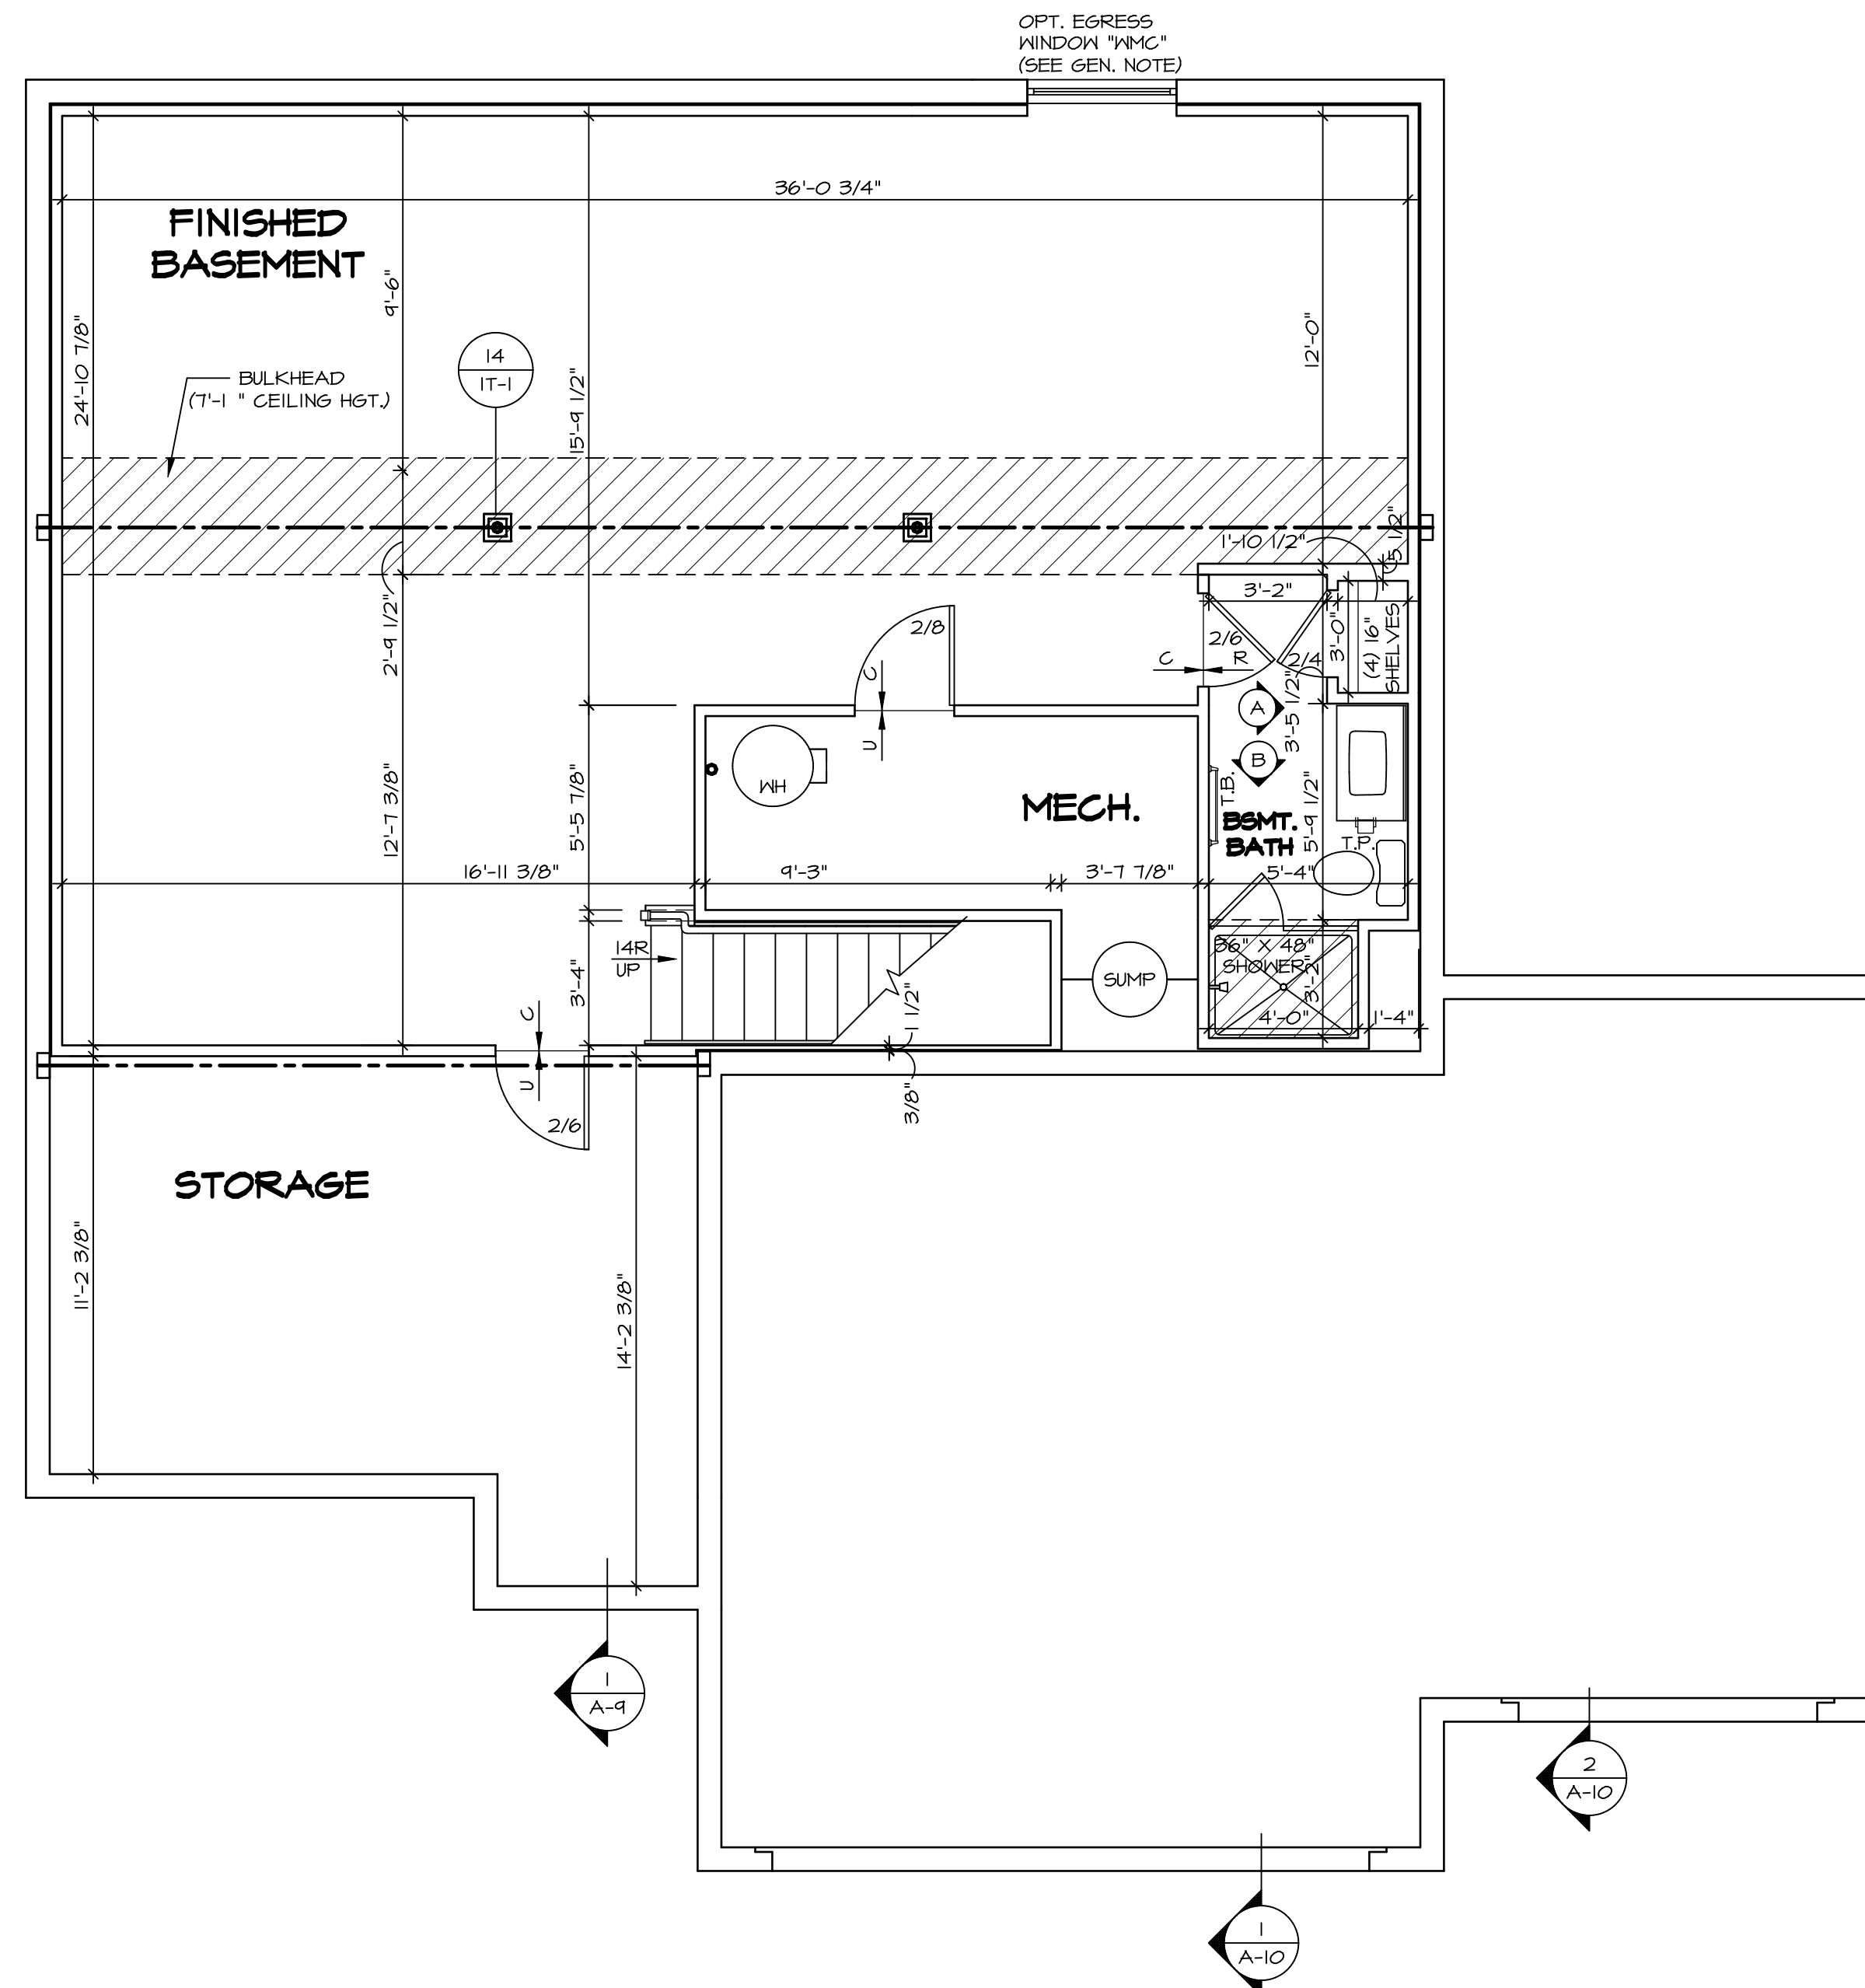 OPT. EGRESS
WINDOW "WMC"
(SEE GEN. NOTE)
36'-0 3/4"
FINISHED
BASEMENT
9'-6"
24'-10 7/8"
14
1T-1
15'-9 1/2"
12'-0"
BULKHEAD
(7'-1 " CEILING HGT.)
1'-10 1/2"
5 1/2"
3'-2"
2'-9 1/2"
2/8
2/6
3'-0"
(4) 16"
SHELVES
C
R
2/4
C
U
A
3'-5 1/2"
B
WH
MECH.
T.B.
BSMT.
BATH
5'-9 1/2"
T.P.
12'-7 3/8"
5'-5 7/8"
16'-11 3/8"
9'-3"
3'-7 7/8"
5'-4"
14R
UP
3'-4"
SUMP
36" X 48"
SHOWER
3'-2"
4'-0"
1'-4"
1 1/2"
3/8"
C
U
2/6
STORAGE
11'-2 3/8"
14'-2 3/8"
1
A-9
2
A-10
1
A-10